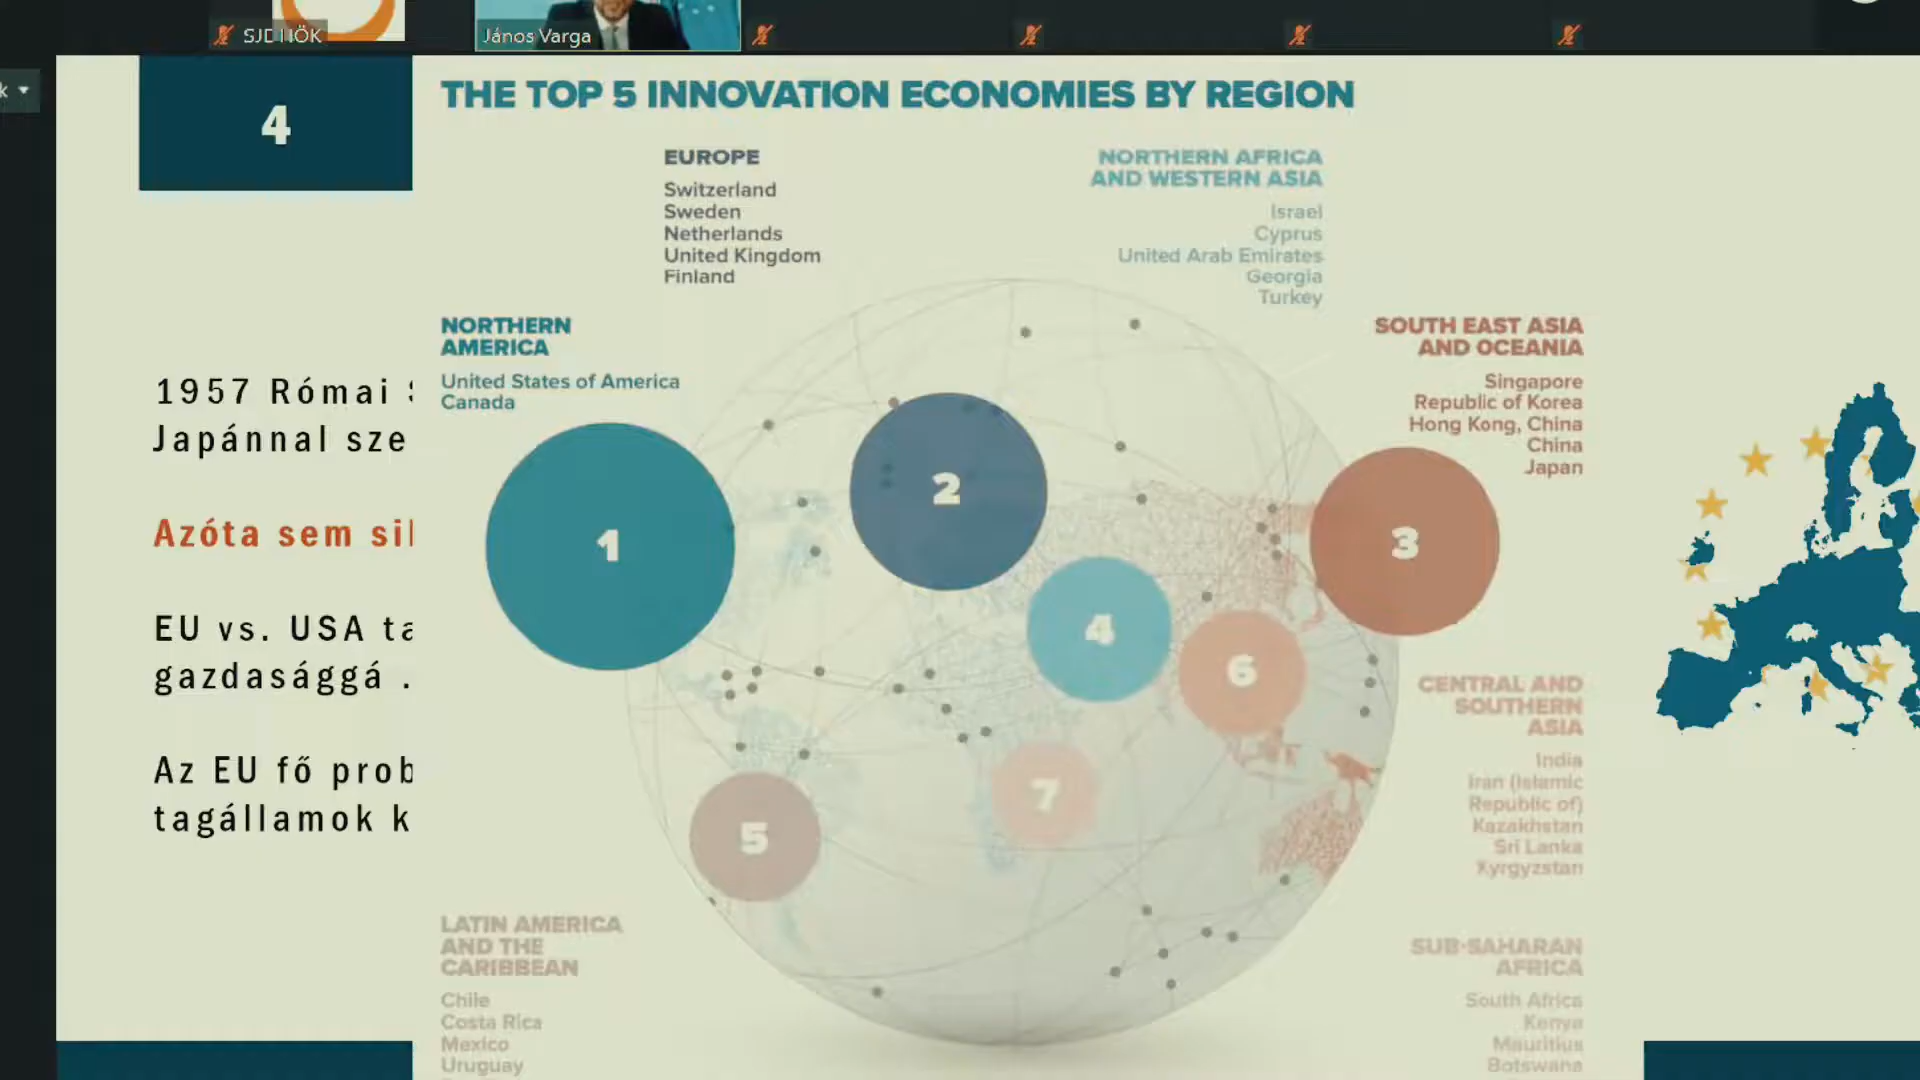 SJE HÖK
János Varga
4
THE TOP 5 INNOVATION ECONOMIES BY REGION
EUROPE
Switzerland
Sweden
Netherlands
United Kingdom
Finland
NORTHERN AFRICA
AND WESTERN ASIA
Israel
Cyprus
United Arab Emirates
Georgia
Turkey
NORTHERN
AMERICA
United States of America
Canada
SOUTH EAST ASIA
AND OCEANIA
Singapore
Republic of Korea
Hong Kong, China
China
Japan
1957 Római
Japánnal sze
Azóta sem sil
EU vs. USA ta
gazdasággá .
Az EU fő prob
tagállamok k
1
2
3
4
5
6
7
CENTRAL AND
SOUTHERN
ASIA
India
Iran (Islamic
Republic of)
Kazakhstan
Sri Lanka
Kyrgyzstan
LATIN AMERICA
AND THE
CARIBBEAN
Chile
Costa Rica
Mexico
Uruguay
SUB-SAHARAN
AFRICA
South Africa
Kenya
Mauritius
Botswana